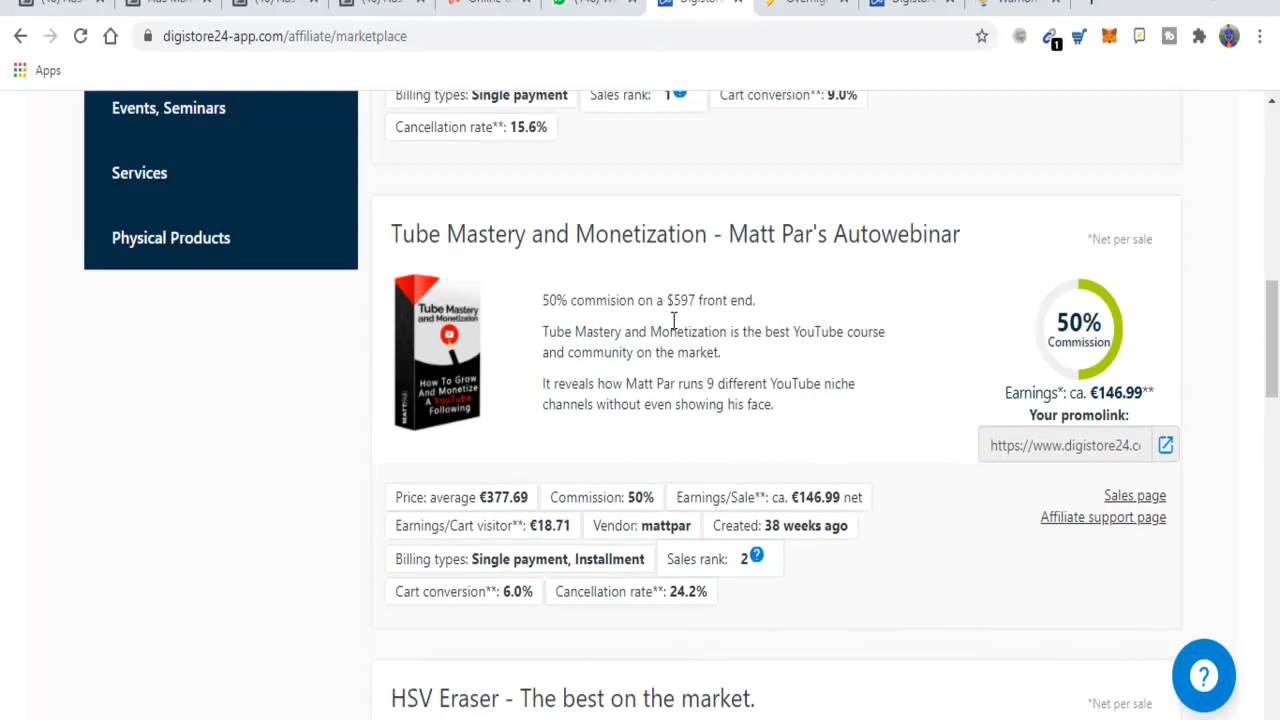 digistore24-app.com/affiliate/marketplace
1
Apps
Events, Seminars
Services
Physical Products
Billing types: Single payment Sales rank: 1 Cart conversion**: 9.0%
Cancellation rate**: 15.6%
Tube Mastery and Monetization - Matt Par's Autowebinar
*Net per sale
Tube Mastery
and Monetization
How To Grow
And Monetize
A YouTube
Following
MATT PAR
50% commision on a $597 front end.
Tube Mastery and Monetization is the best YouTube course
and community on the market.
It reveals how Matt Par runs 9 different YouTube niche
channels without even showing his face.
50%
Commission
Earnings*: ca. €146.99**
Your promolink:
https://www.digistore24.c
Price: average €377.69 Commission: 50% Earnings/Sale**: ca. €146.99 net
Earnings/Cart visitor**: €18.71 Vendor: mattpar Created: 38 weeks ago
Billing types: Single payment, Installment Sales rank: 2 ?
Cart conversion**: 6.0% Cancellation rate**: 24.2%
Sales page
Affiliate support page
HSV Eraser - The best on the market.
*Net per sale
?